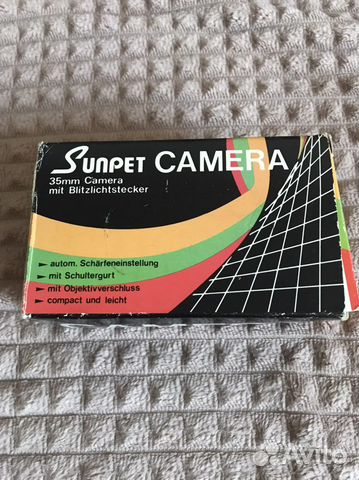 SUNPET CAMERA
35mm Camera
mit Blitzlichtstecker
autom. Schärfeneinstellung
mit Schultergurt
mit Objektivverschluss
compact und leicht
Avito